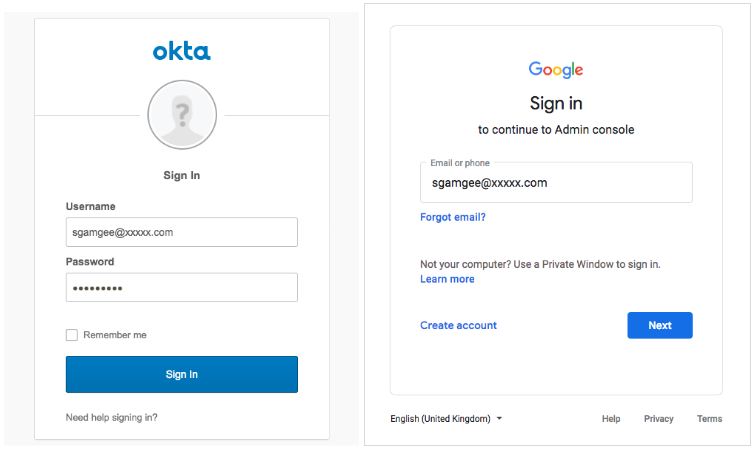 okta
Sign In
Username
sgamgee@xxxxx.com
Password
•••••••••
Remember me
Sign In
Need help signing in?
Google
Sign in
to continue to Admin console
Email or phone
sgamgee@xxxxx.com
Forgot email?
Not your computer? Use a Private Window to sign in.
Learn more
Create account
Next
English (United Kingdom)
Help Privacy Terms